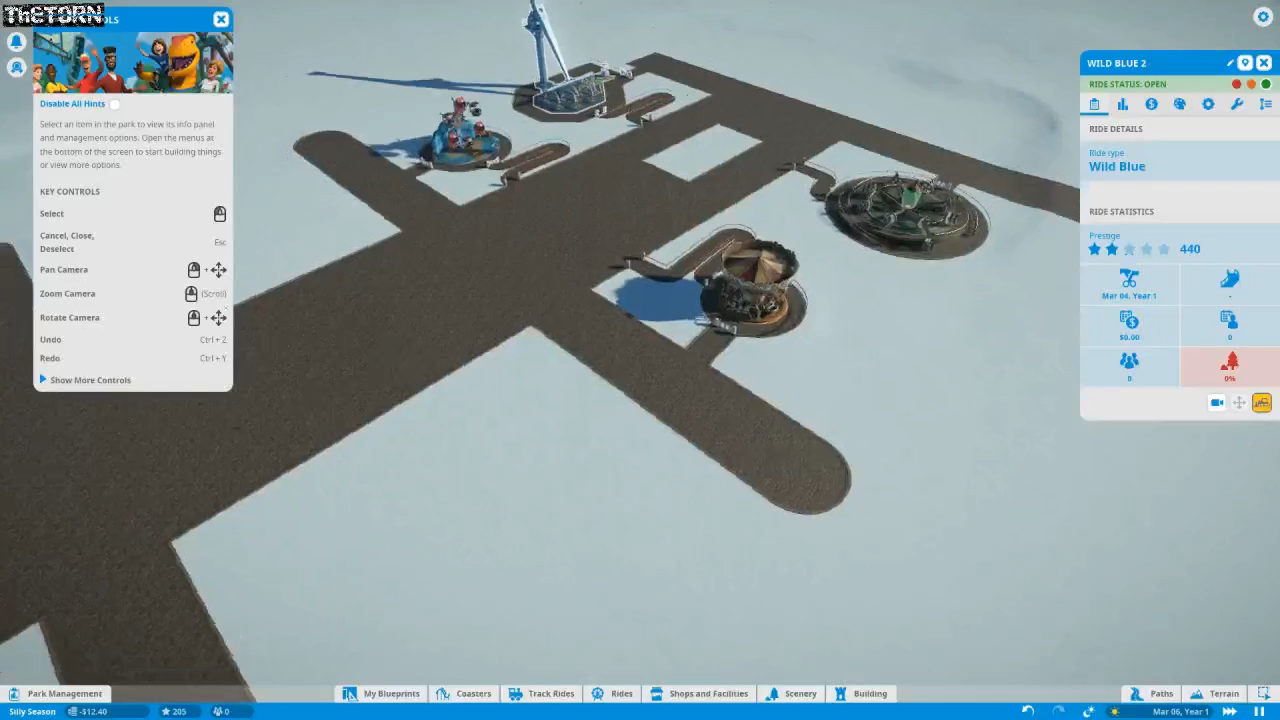 THETORN
OLS
Disable All Hints
Select an item in the park to view its info panel
and management options. Open the menus
at the bottom of the screen to start building things
or view more options.
KEY CONTROLS
Select
Cancel, Close,
Deselect
Esc
Pan Camera
+
Zoom Camera
(Scroll)
Rotate Camera
+
Undo
Ctrl + Z
Redo
Ctrl + Y
Show More Controls
WILD BLUE 2
RIDE STATUS: OPEN
RIDE DETAILS
Ride type
Wild Blue
RIDE STATISTICS
Prestige
440
Mar 04, Year 1
-
$0.00
0
0
0%
Park Management
My Blueprints
Coasters
Track Rides
Rides
Shops and Facilities
Scenery
Building
Paths
Terrain
Silly Season
-$12.40
205
0
Mar 06, Year 1